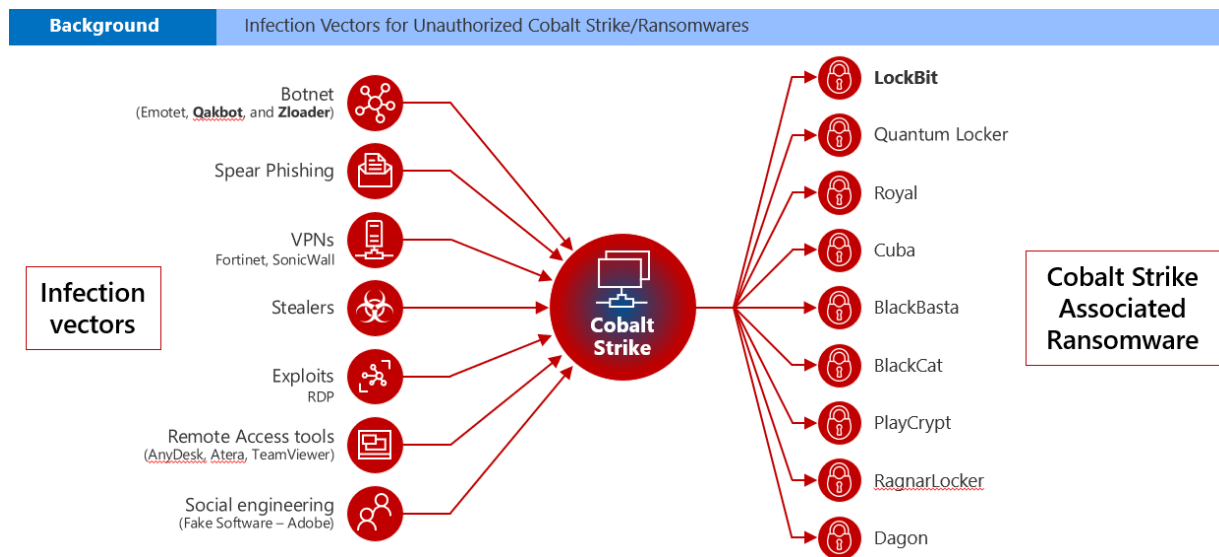 Background
Infection Vectors for Unauthorized Cobalt Strike/Ransomwares
Infection
vectors
Botnet
(Emotet, Qakbot, and Zloader)
Spear Phishing
VPNs
Fortinet, SonicWall
Stealers
Exploits
RDP
Remote Access tools
(AnyDesk, Atera, TeamViewer)
Social engineering
(Fake Software – Adobe)
Cobalt
Strike
LockBit
Quantum Locker
Royal
Cuba
BlackBasta
BlackCat
PlayCrypt
RagnarLocker
Dagon
Cobalt Strike
Associated
Ransomware